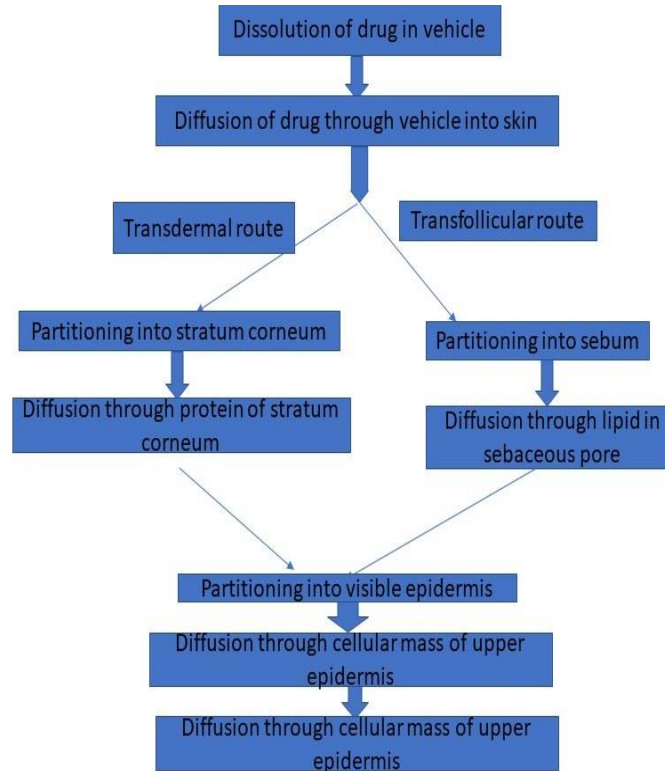 Dissolution of drug in vehicle
Diffusion of drug through vehicle into skin
Transdermal route
Transfollicular route
Partitioning into stratum corneum
Partitioning into sebum
Diffusion through protein of stratum
corneum
Diffusion through lipid in
sebaceous pore
Partitioning into visible epidermis
Diffusion through cellular mass of upper
epidermis
Diffusion through cellular mass of upper
epidermis